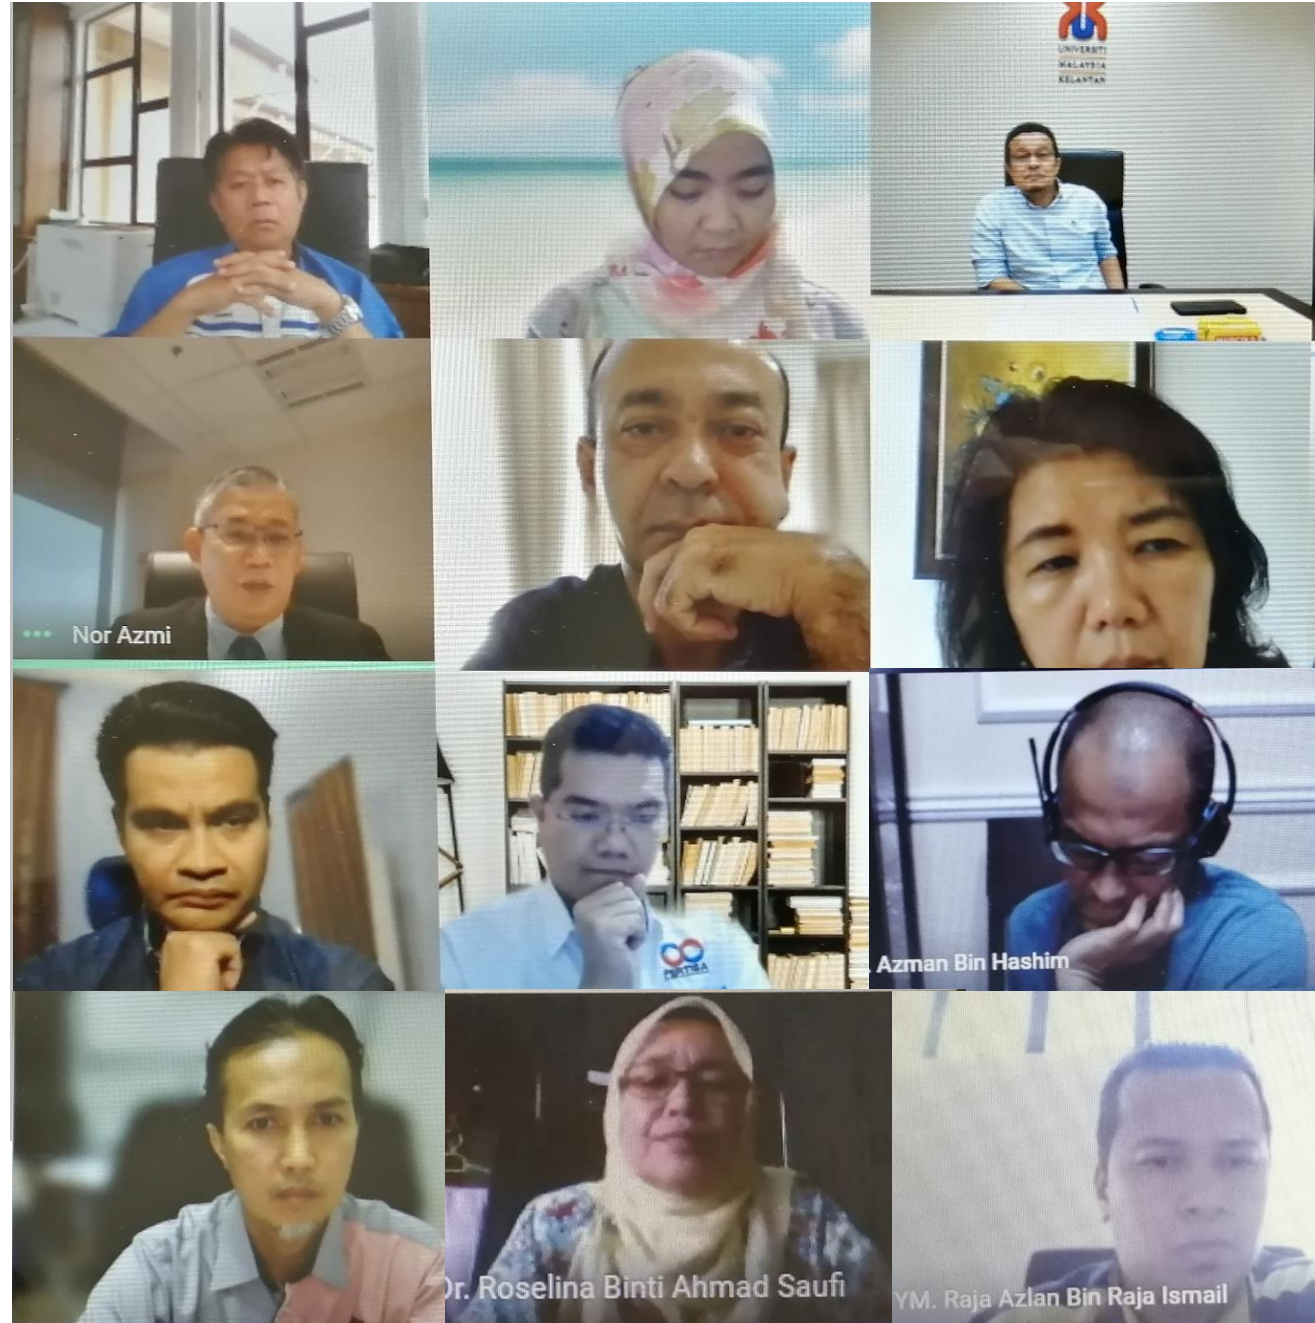 UNIVERSITI
MALAYSIA
KELANTAN
Nor Azmi
Azman Bin Hashim
Dr. Roselina Binti Ahmad Saufi
YM. Raja Azlan Bin Raja Ismail